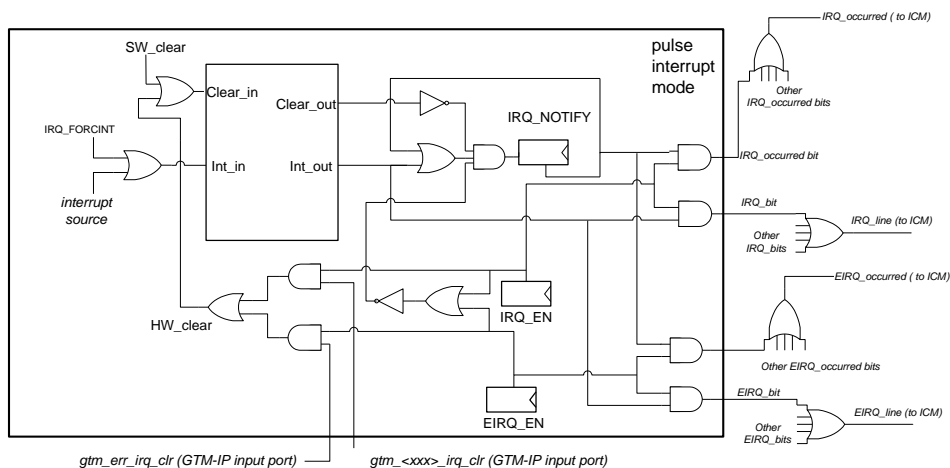 IRQ_occurred ( to ICM)
pulse
interrupt
mode
SW_clear
Clear_in
Clear_out
Other
IRQ_occurred bits
IRQ_NOTIFY
IRQ_FORCINT
IRQ_occurred bit
Int_in
Int_out
interrupt
source
IRQ_bit
IRQ_line (to ICM)
Other
IRQ_bits
EIRQ_occurred ( to ICM)
IRQ_EN
HW_clear
Other EIRQ_occurred bits
EIRQ_bit
EIRQ_EN
EIRQ_line (to ICM)
Other
EIRQ_bits
gtm_err_irq_clr (GTM-IP input port)
gtm_<xxx>_irq_clr (GTM-IP input port)